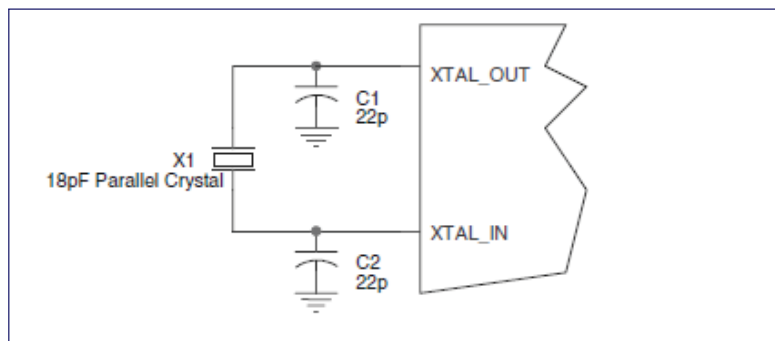 XTAL_OUT
C1
22p
X1
18pF Parallel Crystal
XTAL_IN
C2
22p